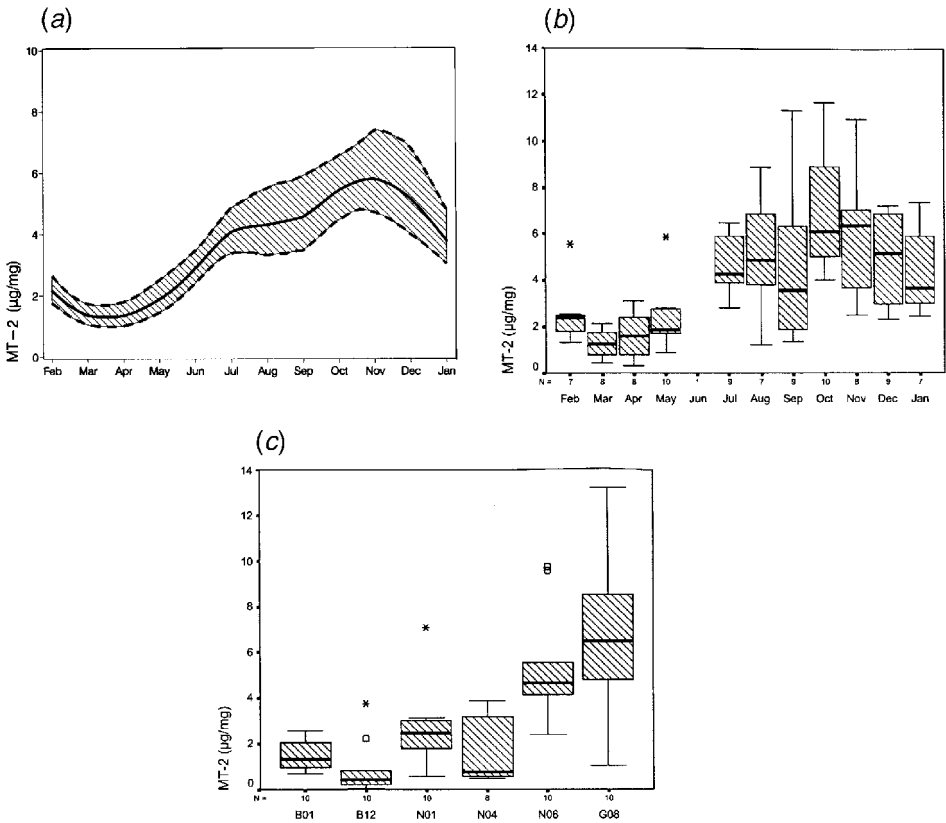 (a)
10
8
6
4
2
0
MT-2 (µg/mg)
Feb Mar Apr May Jun Jul Aug Sep Oct Nov Dec Jan
(b)
14
12
10
8
6
4
2
0
MT-2 (µg/mg)
N = 7 8 8 10 1 9 7 9 10 8 9 7
Feb Mar Apr May Jun Jul Aug Sep Oct Nov Dec Jan
(c)
14
12
10
8
6
4
2
0
MT-2 (µg/mg)
N = 10 10 10 8 10 10
B01 B12 N01 N04 N06 G08